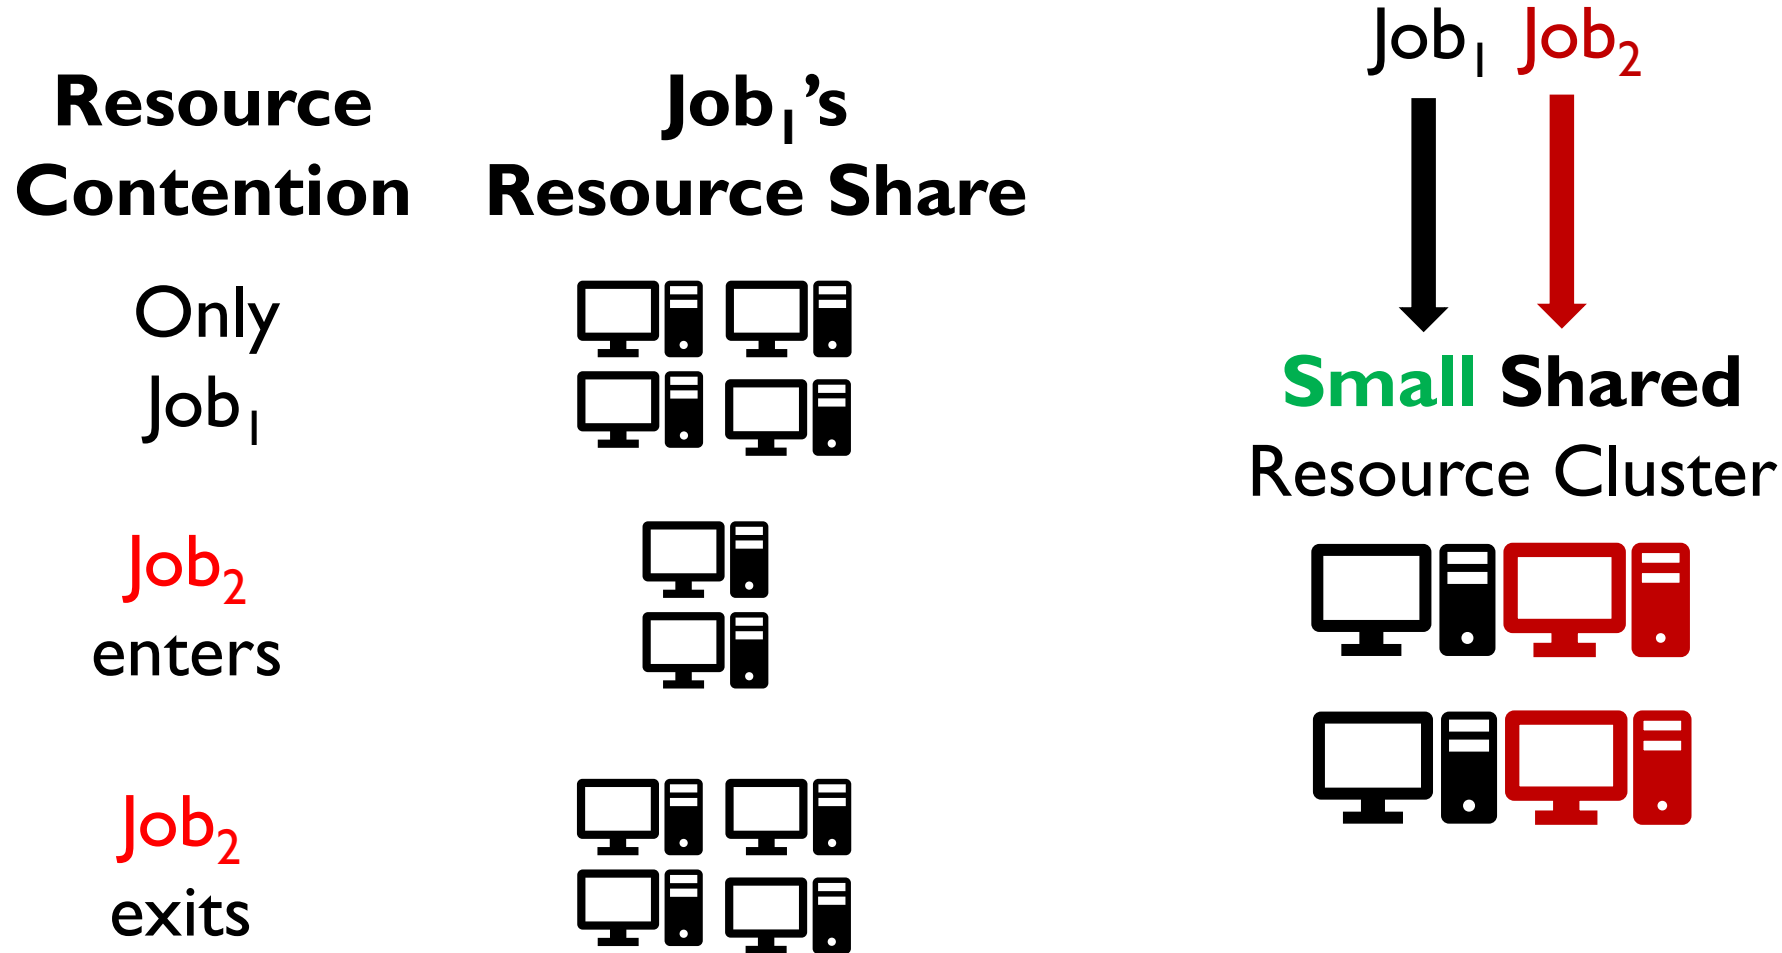 Resource
Contention
Job₁’s
Resource Share
Only
Job₁
Job₂
enters
Job₂
exits
Job₁ Job₂
Small Shared
Resource Cluster